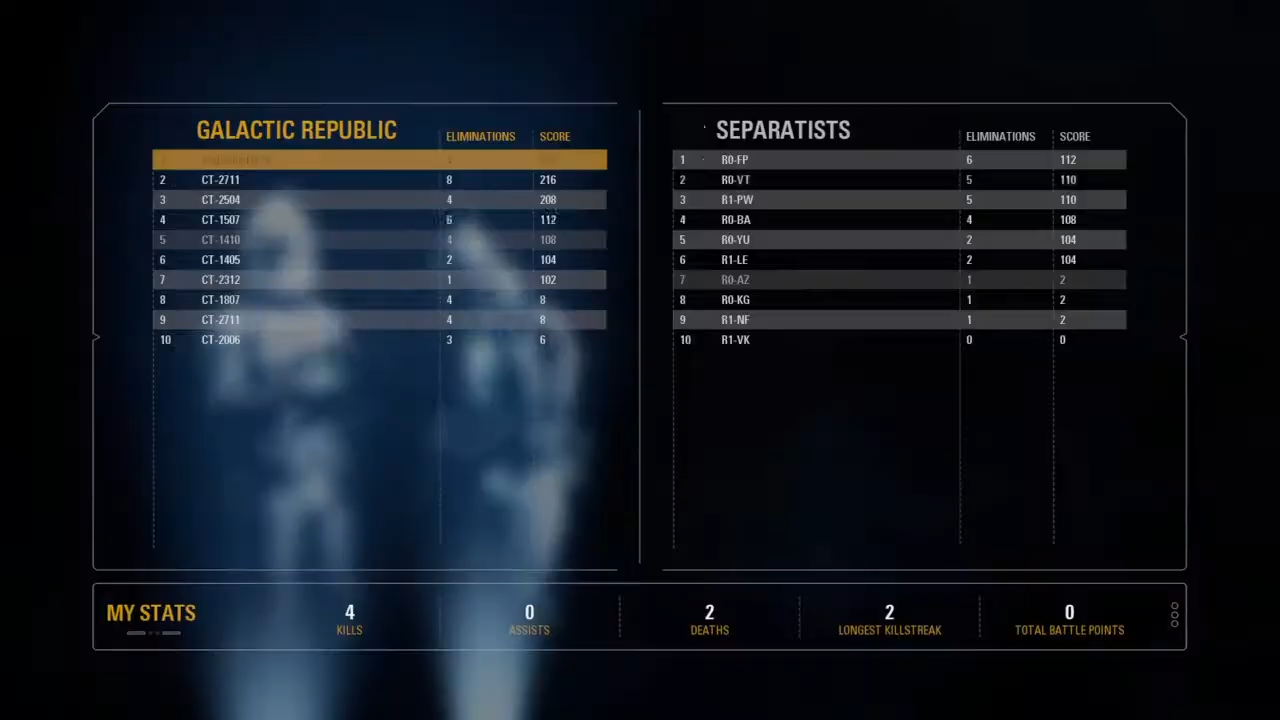 GALACTIC REPUBLIC ELIMINATIONS SCORE
2 CT-2711 8 216
3 CT-2504 4 208
4 CT-1507 6 112
5 CT-1410 4 108
6 CT-1405 2 104
7 CT-2312 1 102
8 CT-1807 4 8
9 CT-2711 4 8
10 CT-2006 3 6
SEPARATISTS ELIMINATIONS SCORE
1 R0-FP 6 112
2 R0-VT 5 110
3 R1-PW 5 110
4 R0-BA 4 108
5 R0-YU 2 104
6 R1-LE 2 104
7 R0-AZ 1 2
8 R0-KG 1 2
9 R1-NF 1 2
10 R1-VK 0 0
MY STATS
4 KILLS
0 ASSISTS
2 DEATHS
2 LONGEST KILLSTREAK
0 TOTAL BATTLE POINTS